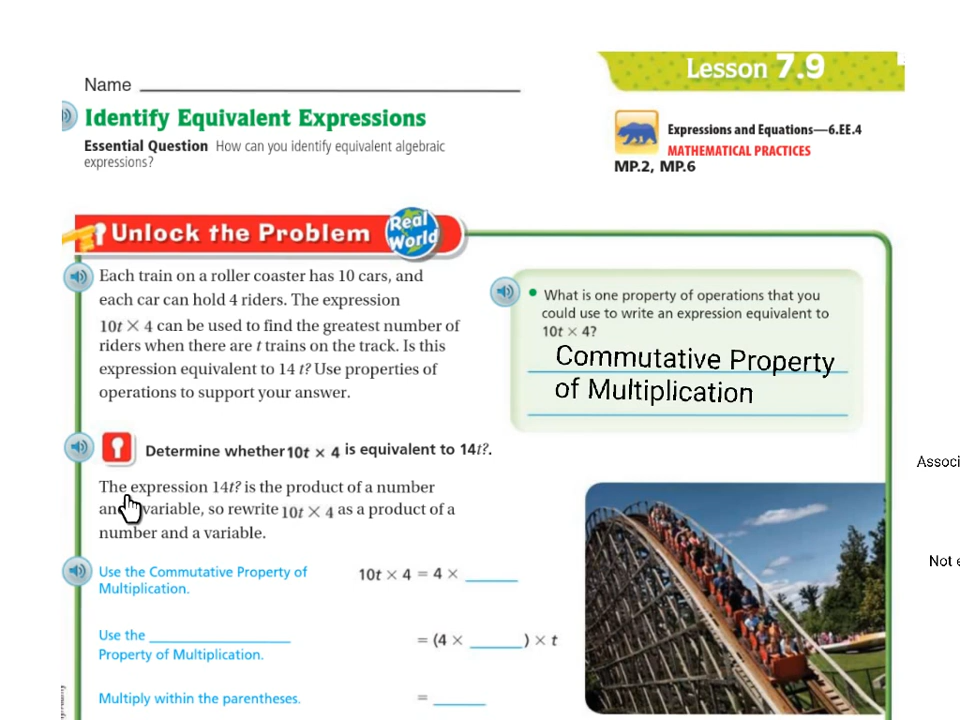 Lesson 7.9
Name
Identify Equivalent Expressions
Essential Question How can you identify equivalent algebraic
expressions?
Expressions and Equations—6.EE.4
MATHEMATICAL PRACTICES
MP.2, MP.6
Unlock the Problem
Real
World
Each train on a roller coaster has 10 cars, and
each car can hold 4 riders. The expression
10t × 4 can be used to find the greatest number of
riders when there are t trains on the track. Is this
expression equivalent to 14 t? Use properties of
operations to support your answer.
• What is one property of operations that you
could use to write an expression equivalent to
10t × 4?
Commutative Property
of Multiplication
Determine whether 10t × 4 is equivalent to 14t?.
The expression 14t? is the product of a number
variable, so rewrite 10t × 4 as a product of a
number and a variable.
Use the Commutative Property of
Multiplication.
10t × 4 = 4 × ______
Use the ______
Property of Multiplication.
= (4 × ______ ) × t
Multiply within the parentheses.
= ______
Associ
Not e